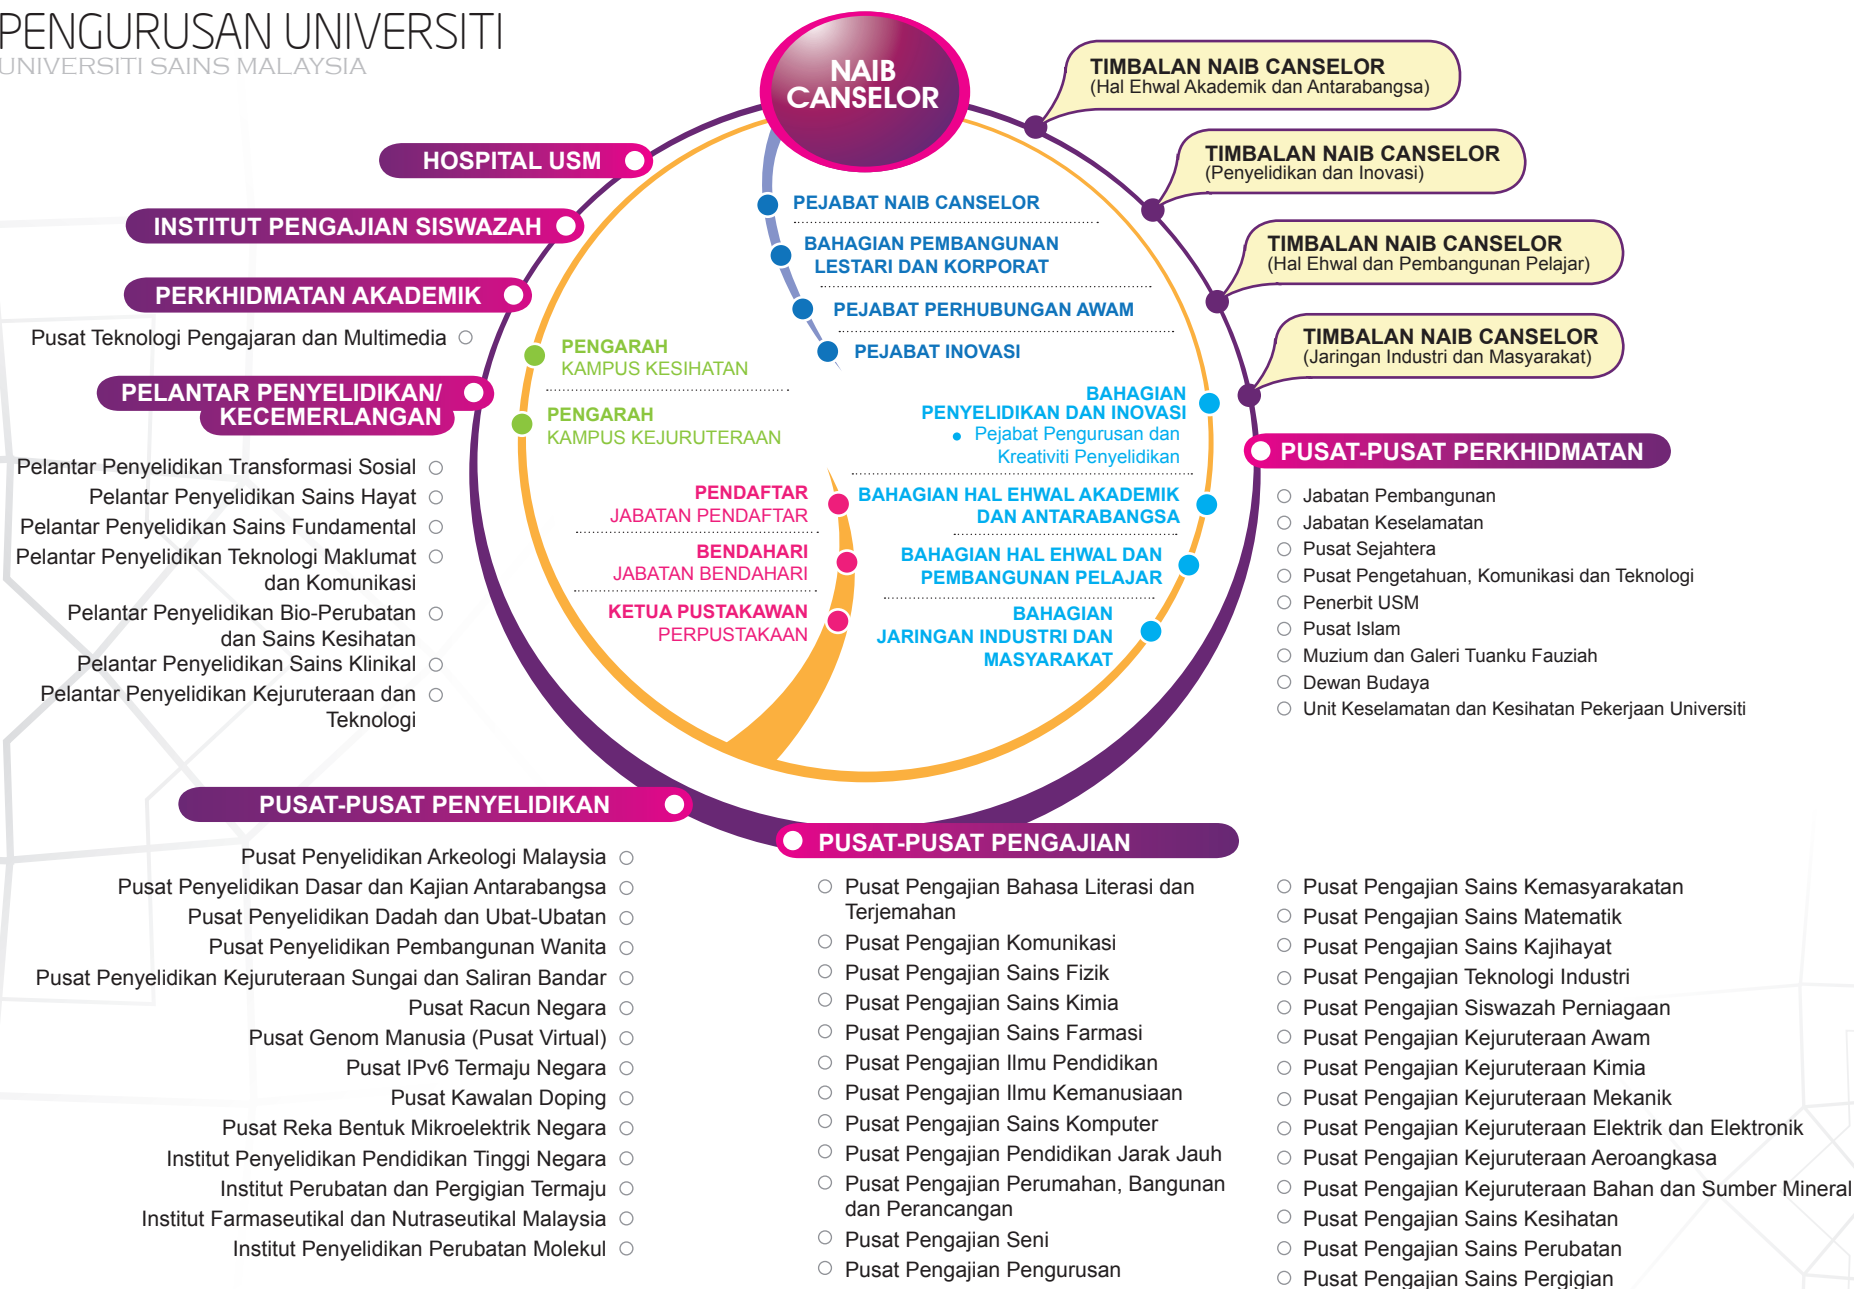 PENGURUSAN UNIVERSITI
UNIVERSITI SAINS MALAYSIA
NAIB
CANSELOR
TIMBALAN NAIB CANSELOR
(Hal Ehwal Akademik dan Antarabangsa)
TIMBALAN NAIB CANSELOR
(Penyelidikan dan Inovasi)
TIMBALAN NAIB CANSELOR
(Hal Ehwal dan Pembangunan Pelajar)
TIMBALAN NAIB CANSELOR
(Jaringan Industri dan Masyarakat)
HOSPITAL USM
INSTITUT PENGAJIAN SISWAZAH
PERKHIDMATAN AKADEMIK
Pusat Teknologi Pengajaran dan Multimedia
PELANTAR PENYELIDIKAN/
KECEMERLANGAN
Pelantar Penyelidikan Transformasi Sosial
Pelantar Penyelidikan Sains Hayat
Pelantar Penyelidikan Sains Fundamental
Pelantar Penyelidikan Teknologi Maklumat
dan Komunikasi
Pelantar Penyelidikan Bio-Perubatan
dan Sains Kesihatan
Pelantar Penyelidikan Sains Klinikal
Pelantar Penyelidikan Kejuruteraan dan
Teknologi
PEJABAT NAIB CANSELOR
BAHAGIAN PEMBANGUNAN
LESTARI DAN KORPORAT
PEJABAT PERHUBUNGAN AWAM
PEJABAT INOVASI
PENGARAH
KAMPUS KESIHATAN
PENGARAH
KAMPUS KEJURUTERAAN
BAHAGIAN
PENYELIDIKAN DAN INOVASI
• Pejabat Pengurusan dan
Kreativiti Penyelidikan
BAHAGIAN HAL EHWAL AKADEMIK
DAN ANTARABANGSA
BAHAGIAN HAL EHWAL DAN
PEMBANGUNAN PELAJAR
BAHAGIAN
JARINGAN INDUSTRI DAN
MASYARAKAT
PENDAFTAR
JABATAN PENDAFTAR
BENDAHARI
JABATAN BENDAHARI
KETUA PUSTAKAWAN
PERPUSTAKAAN
PUSAT-PUSAT PERKHIDMATAN
Jabatan Pembangunan
Jabatan Keselamatan
Pusat Sejahtera
Pusat Pengetahuan, Komunikasi dan Teknologi
Penerbit USM
Pusat Islam
Muzium dan Galeri Tuanku Fauziah
Dewan Budaya
Unit Keselamatan dan Kesihatan Pekerjaan Universiti
PUSAT-PUSAT PENYELIDIKAN
Pusat Penyelidikan Arkeologi Malaysia
Pusat Penyelidikan Dasar dan Kajian Antarabangsa
Pusat Penyelidikan Dadah dan Ubat-Ubatan
Pusat Penyelidikan Pembangunan Wanita
Pusat Penyelidikan Kejuruteraan Sungai dan Saliran Bandar
Pusat Racun Negara
Pusat Genom Manusia (Pusat Virtual)
Pusat IPv6 Termaju Negara
Pusat Kawalan Doping
Pusat Reka Bentuk Mikroelektrik Negara
Institut Penyelidikan Pendidikan Tinggi Negara
Institut Perubatan dan Pergigian Termaju
Institut Farmaseutikal dan Nutraseutikal Malaysia
Institut Penyelidikan Perubatan Molekul
PUSAT-PUSAT PENGAJIAN
Pusat Pengajian Bahasa Literasi dan
Terjemahan
Pusat Pengajian Komunikasi
Pusat Pengajian Sains Fizik
Pusat Pengajian Sains Kimia
Pusat Pengajian Sains Farmasi
Pusat Pengajian Ilmu Pendidikan
Pusat Pengajian Ilmu Kemanusiaan
Pusat Pengajian Sains Komputer
Pusat Pengajian Pendidikan Jarak Jauh
Pusat Pengajian Perumahan, Bangunan
dan Perancangan
Pusat Pengajian Seni
Pusat Pengajian Pengurusan
Pusat Pengajian Sains Kemasyarakatan
Pusat Pengajian Sains Matematik
Pusat Pengajian Sains Kajihayat
Pusat Pengajian Teknologi Industri
Pusat Pengajian Siswazah Perniagaan
Pusat Pengajian Kejuruteraan Awam
Pusat Pengajian Kejuruteraan Kimia
Pusat Pengajian Kejuruteraan Mekanik
Pusat Pengajian Kejuruteraan Elektrik dan Elektronik
Pusat Pengajian Kejuruteraan Aeroangkasa
Pusat Pengajian Kejuruteraan Bahan dan Sumber Mineral
Pusat Pengajian Sains Kesihatan
Pusat Pengajian Sains Perubatan
Pusat Pengajian Sains Pergigian